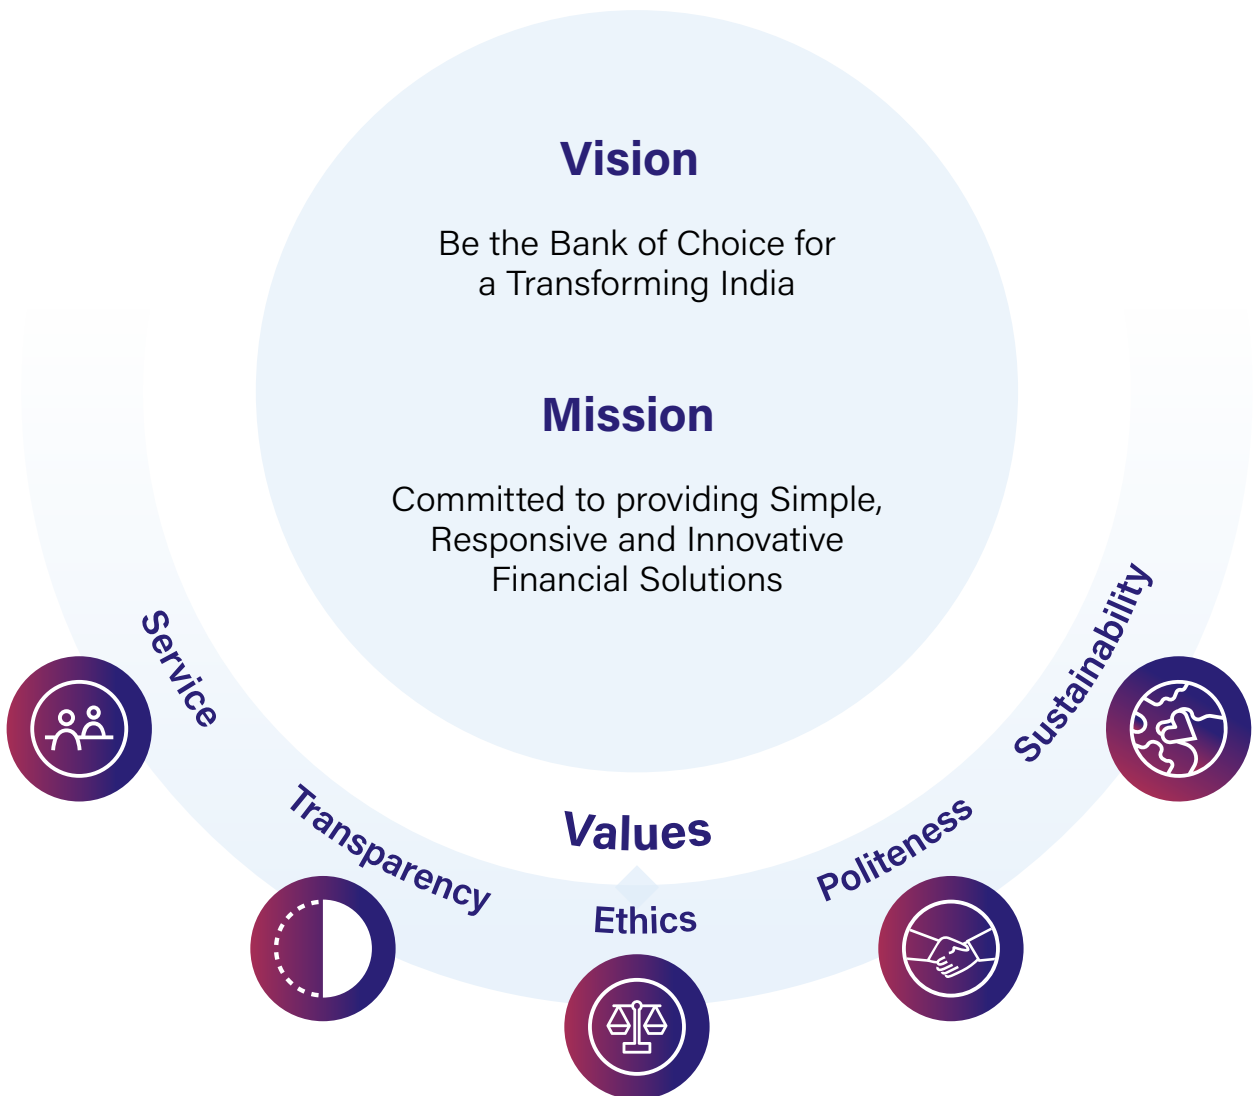 Vision
Be the Bank of Choice for
a Transforming India
Mission
Committed to providing Simple,
Responsive and Innovative
Financial Solutions
Values
Service
Transparency
Ethics
Politeness
Sustainability